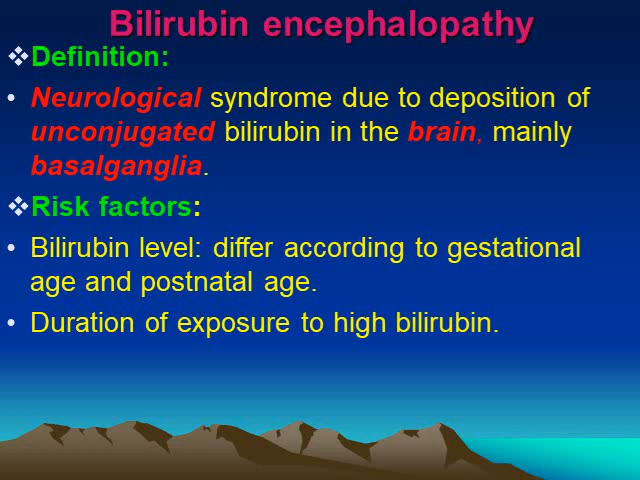 Bilirubin encephalopathy
❖Definition:
• Neurological syndrome due to deposition of
unconjugated bilirubin in the brain, mainly
basalganglia.
❖Risk factors:
• Bilirubin level: differ according to gestational
age and postnatal age.
• Duration of exposure to high bilirubin.